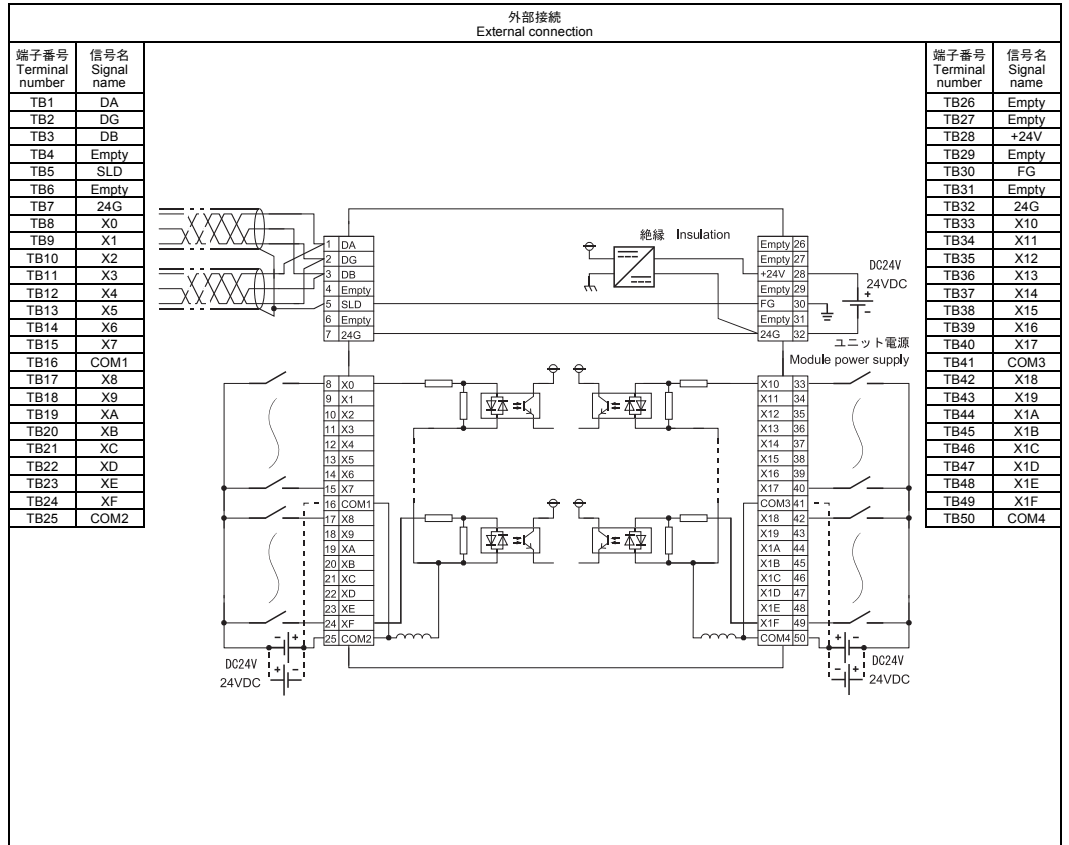 外部接続
External connection
端子番号 Terminal number
信号名 Signal name
TB1 DA
TB2 DG
TB3 DB
TB4 Empty
TB5 SLD
TB6 Empty
TB7 24G
TB8 X0
TB9 X1
TB10 X2
TB11 X3
TB12 X4
TB13 X5
TB14 X6
TB15 X7
TB16 COM1
TB17 X8
TB18 X9
TB19 XA
TB20 XB
TB21 XC
TB22 XD
TB23 XE
TB24 XF
TB25 COM2
1 DA
2 DG
3 DB
4 Empty
5 SLD
6 Empty
7 24G
8 X0
9 X1
10 X2
11 X3
12 X4
13 X5
14 X6
15 X7
16 COM1
17 X8
18 X9
19 XA
20 XB
21 XC
22 XD
23 XE
24 XF
25 COM2
- +
+ -
DC24V
24VDC
絶縁 Insulation
Empty 26
Empty 27
+24V 28
Empty 29
FG 30
Empty 31
24G 32
DC24V
24VDC
+
-
ユニット電源
Module power supply
X10 33
X11 34
X12 35
X13 36
X14 37
X15 38
X16 39
X17 40
COM3 41
X18 42
X19 43
X1A 44
X1B 45
X1C 46
X1D 47
X1E 48
X1F 49
COM4 50
- +
+ -
DC24V
24VDC
端子番号 Terminal number
信号名 Signal name
TB26 Empty
TB27 Empty
TB28 +24V
TB29 Empty
TB30 FG
TB31 Empty
TB32 24G
TB33 X10
TB34 X11
TB35 X12
TB36 X13
TB37 X14
TB38 X15
TB39 X16
TB40 X17
TB41 COM3
TB42 X18
TB43 X19
TB44 X1A
TB45 X1B
TB46 X1C
TB47 X1D
TB48 X1E
TB49 X1F
TB50 COM4